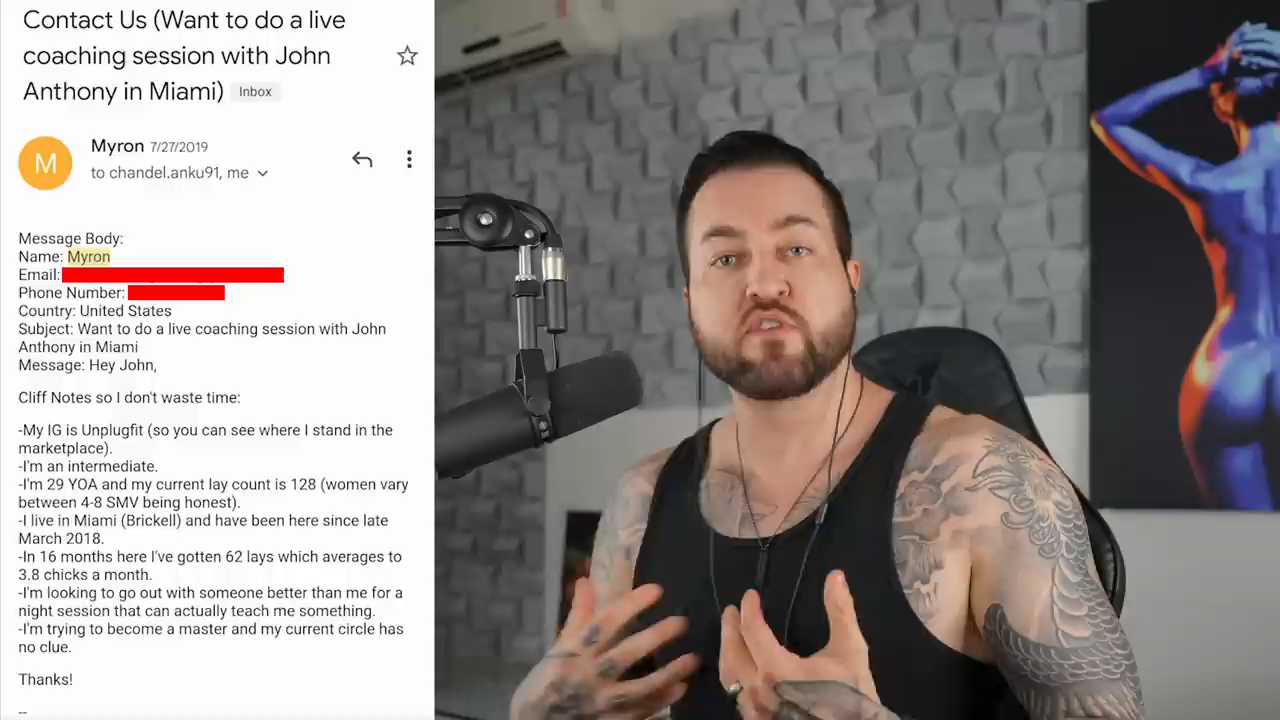 Contact Us (Want to do a live
coaching session with John
Anthony in Miami) Inbox
M
Myron 7/27/2019
to chandel.anku91, me
Message Body:
Name: Myron
Email:
Phone Number:
Country: United States
Subject: Want to do a live coaching session with John
Anthony in Miami
Message: Hey John,
Cliff Notes so I don't waste time:
-My IG is Unplugfit (so you can see where I stand in the
marketplace).
-I'm an intermediate.
-I'm 29 YOA and my current lay count is 128 (women vary
between 4-8 SMV being honest).
-I live in Miami (Brickell) and have been here since late
March 2018.
-In 16 months here I've gotten 62 lays which averages to
3.8 chicks a month.
-I'm looking to go out with someone better than me for a
night session that can actually teach me something.
-I'm trying to become a master and my current circle has
no clue.
Thanks!
--